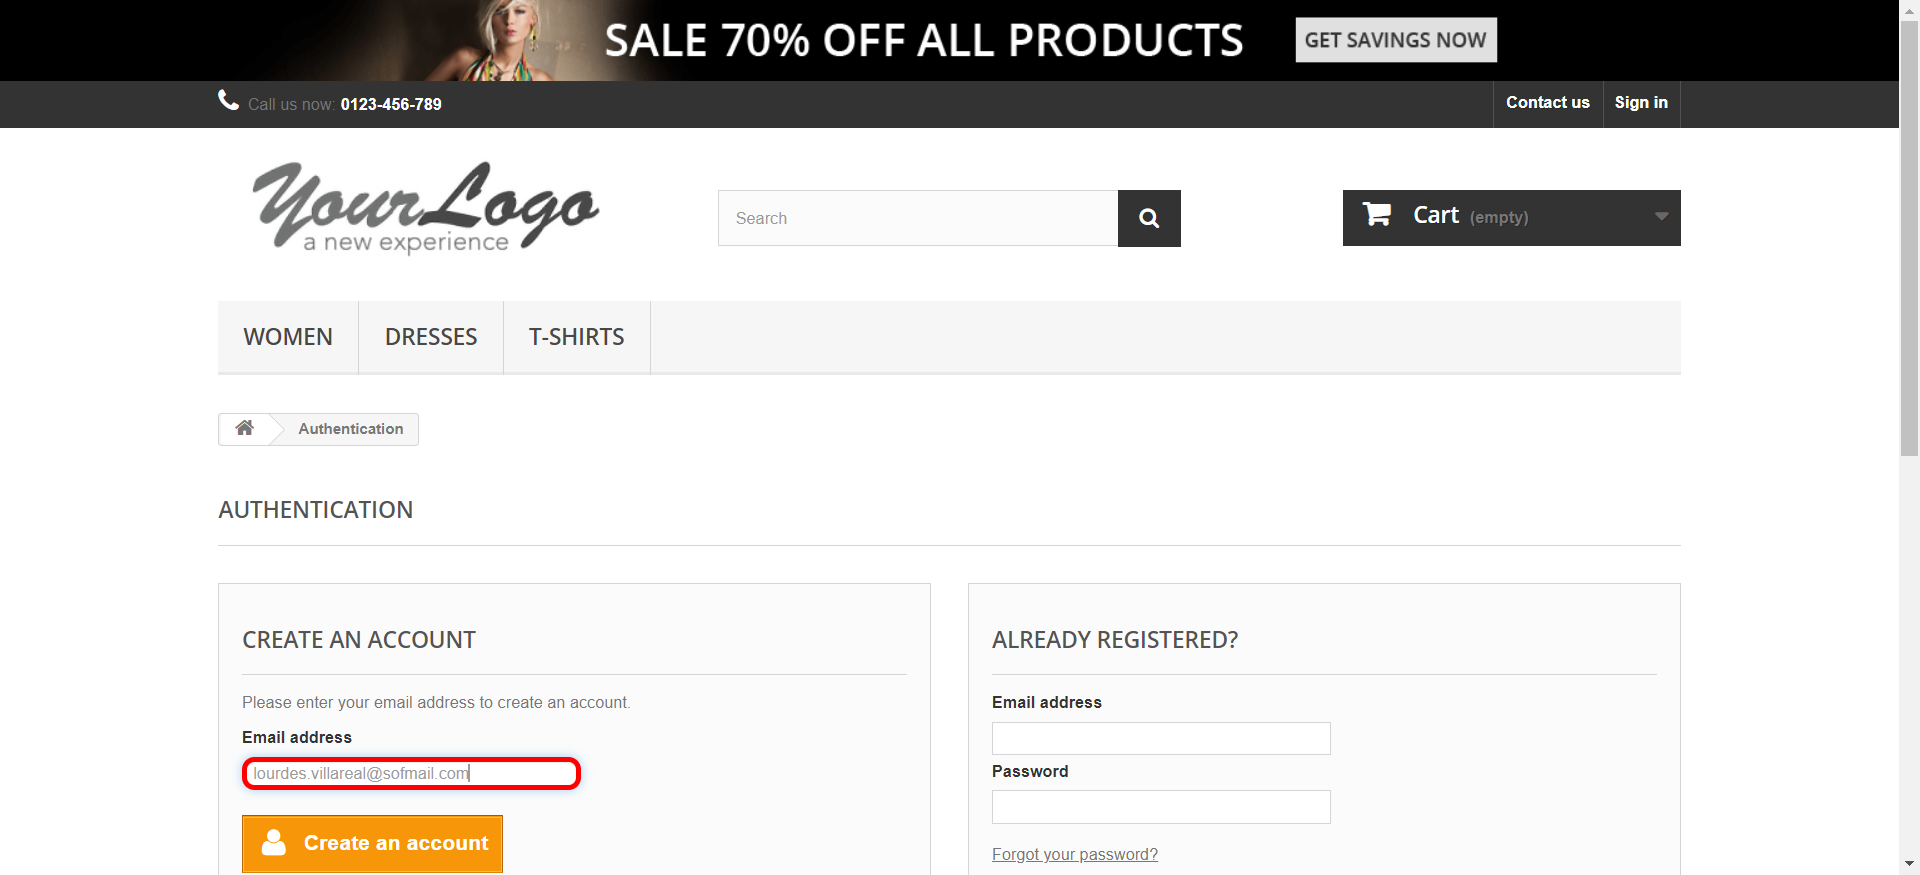 SALE 70% OFF ALL PRODUCTS GET SAVINGS NOW
Call us now: 0123-456-789 Contact us Sign in
YourLogo
a new experience
Search
Cart (empty)
WOMEN DRESSES T-SHIRTS
Authentication
AUTHENTICATION
CREATE AN ACCOUNT
Please enter your email address to create an account.
Email address
lourdes.villareal@sofmail.com
Create an account
ALREADY REGISTERED?
Email address
Password
Forgot your password?